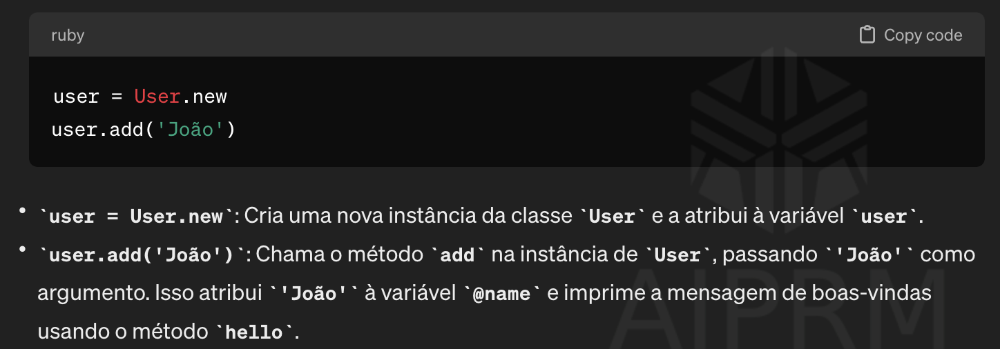 ruby
Copy code
user = User.new
user.add('João')
• `user = User.new`: Cria uma nova instância da classe `User` e a atribui à variável `user`.
• `user.add('João')`: Chama o método `add` na instância de `User`, passando `'João'` como
argumento. Isso atribui `'João'` à variável `@name` e imprime a mensagem de boas-vindas
usando o método `hello`.
AIPRM